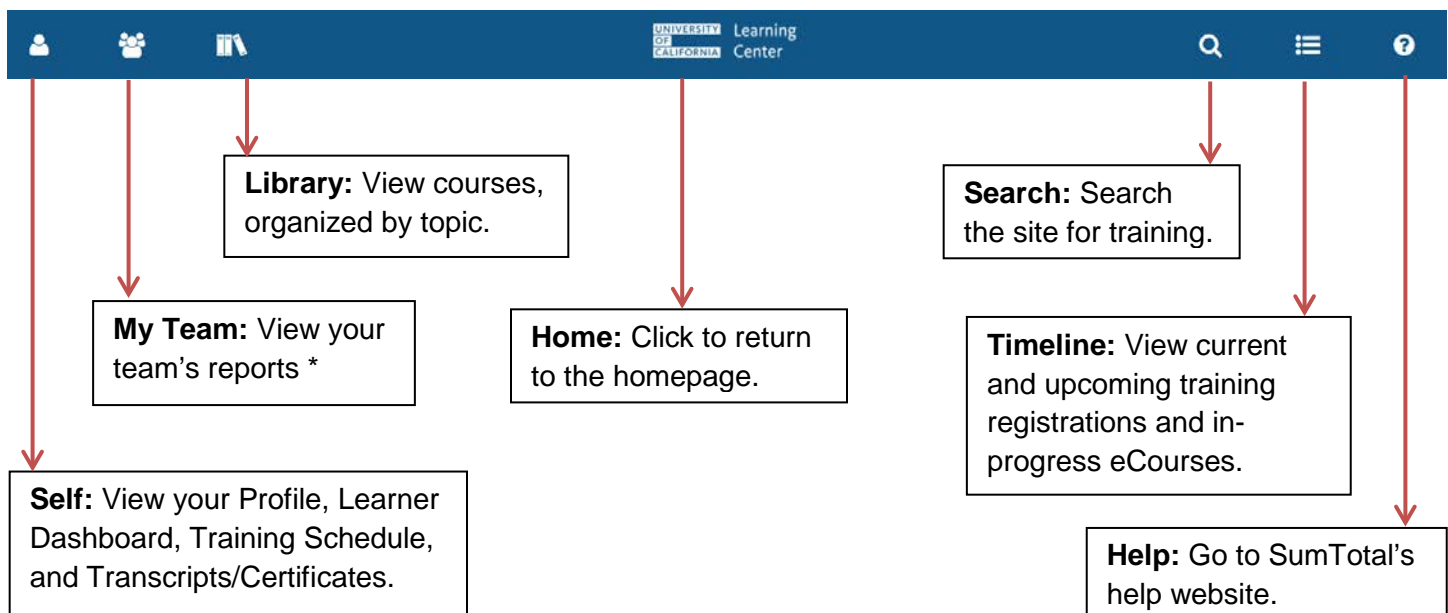 UNIVERSITY
OF
CALIFORNIA
Learning
Center
Library: View courses,
organized by topic.
Search: Search
the site for training.
My Team: View your
team’s reports *
Home: Click to return
to the homepage.
Timeline: View current
and upcoming training
registrations and in-
progress eCourses.
Self: View your Profile, Learner
Dashboard, Training Schedule,
and Transcripts/Certificates.
Help: Go to SumTotal’s
help website.